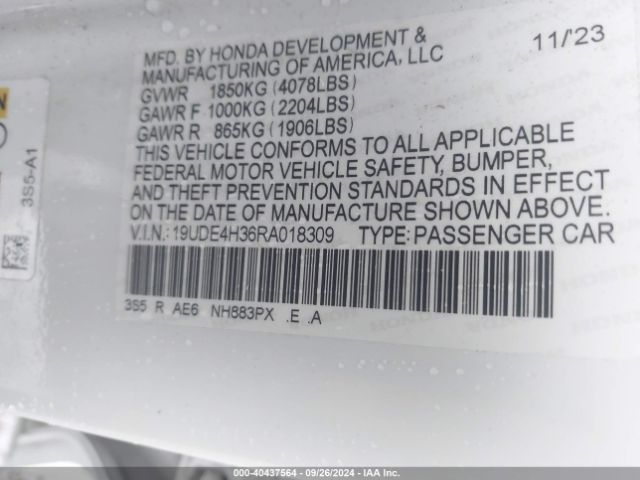 MFD. BY HONDA DEVELOPMENT & 11/'23
MANUFACTURING OF AMERICA, LLC
GVWR 1850KG (4078LBS)
GAWR F 1000KG (2204LBS)
GAWR R 865KG (1906LBS)
THIS VEHICLE CONFORMS TO ALL APPLICABLE
FEDERAL MOTOR VEHICLE SAFETY, BUMPER,
AND THEFT PREVENTION STANDARDS IN EFFECT
ON THE DATE OF MANUFACTURE SHOWN ABOVE.
V.I.N.: 19UDE4H36RA018309 TYPE: PASSENGER CAR
3S5 R AE6 NH883PX .E .A
3S5-A1
000 - 40437564 - 09/26/2024 - IAA Inc.